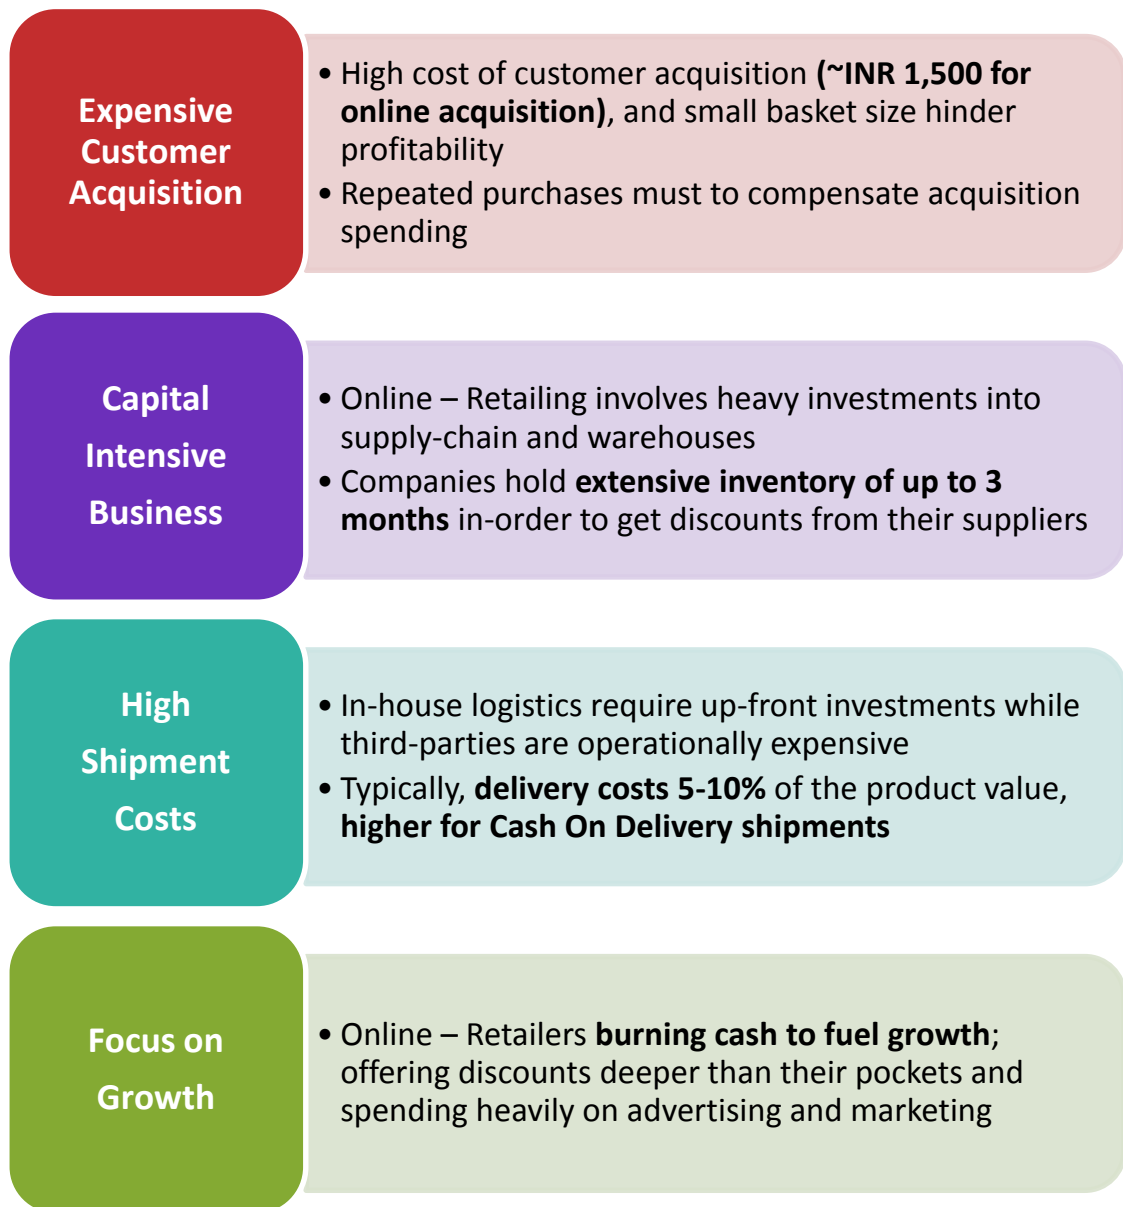 Expensive
Customer
Acquisition
• High cost of customer acquisition (~INR 1,500 for
online acquisition), and small basket size hinder
profitability
• Repeated purchases must to compensate acquisition
spending
Capital
Intensive
Business
• Online – Retailing involves heavy investments into
supply-chain and warehouses
• Companies hold extensive inventory of up to 3
months in-order to get discounts from their suppliers
High
Shipment
Costs
• In-house logistics require up-front investments while
third-parties are operationally expensive
• Typically, delivery costs 5-10% of the product value,
higher for Cash On Delivery shipments
Focus on
Growth
• Online – Retailers burning cash to fuel growth;
offering discounts deeper than their pockets and
spending heavily on advertising and marketing